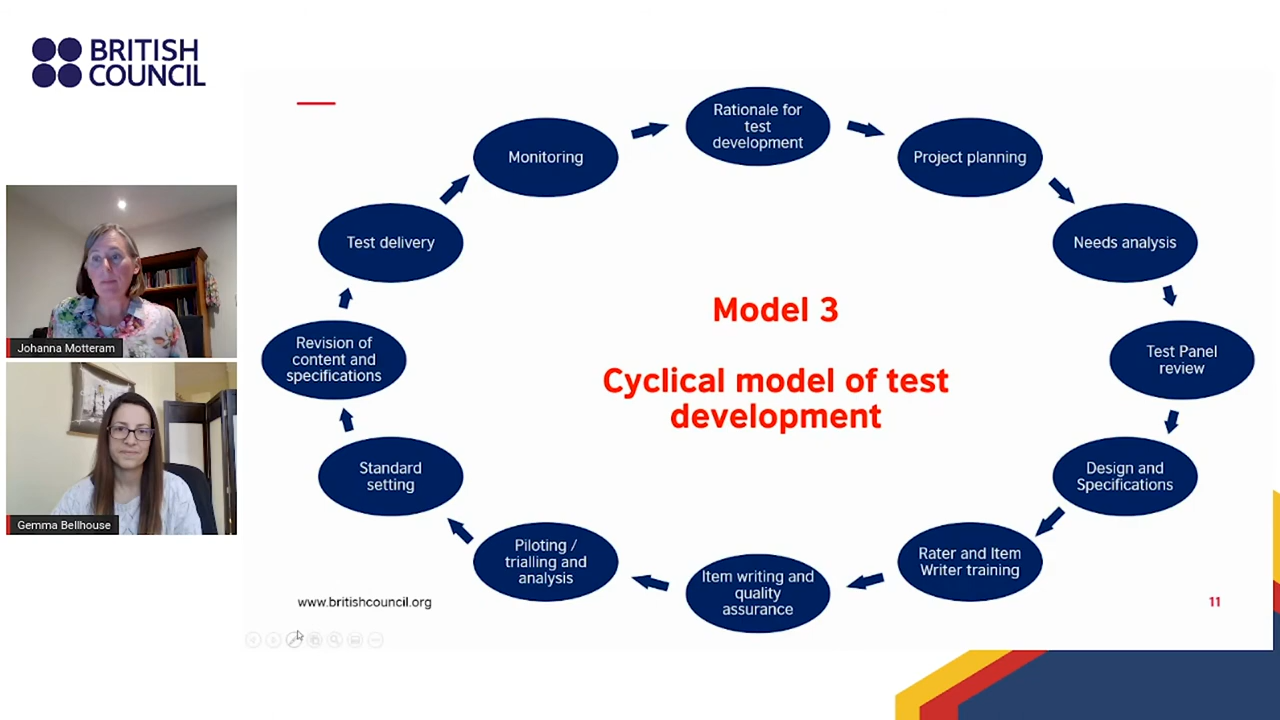 BRITISH
COUNCIL
Johanna Motteram
Gemma Bellhouse
Rationale for
test
development
Project planning
Needs analysis
Test Panel
review
Design and
Specifications
Rater and Item
Writer training
Item writing and
quality
assurance
Piloting /
trialling and
analysis
Standard
setting
Revision of
content and
specifications
Test delivery
Monitoring
Model 3
Cyclical model of test
development
www.britishcouncil.org
11